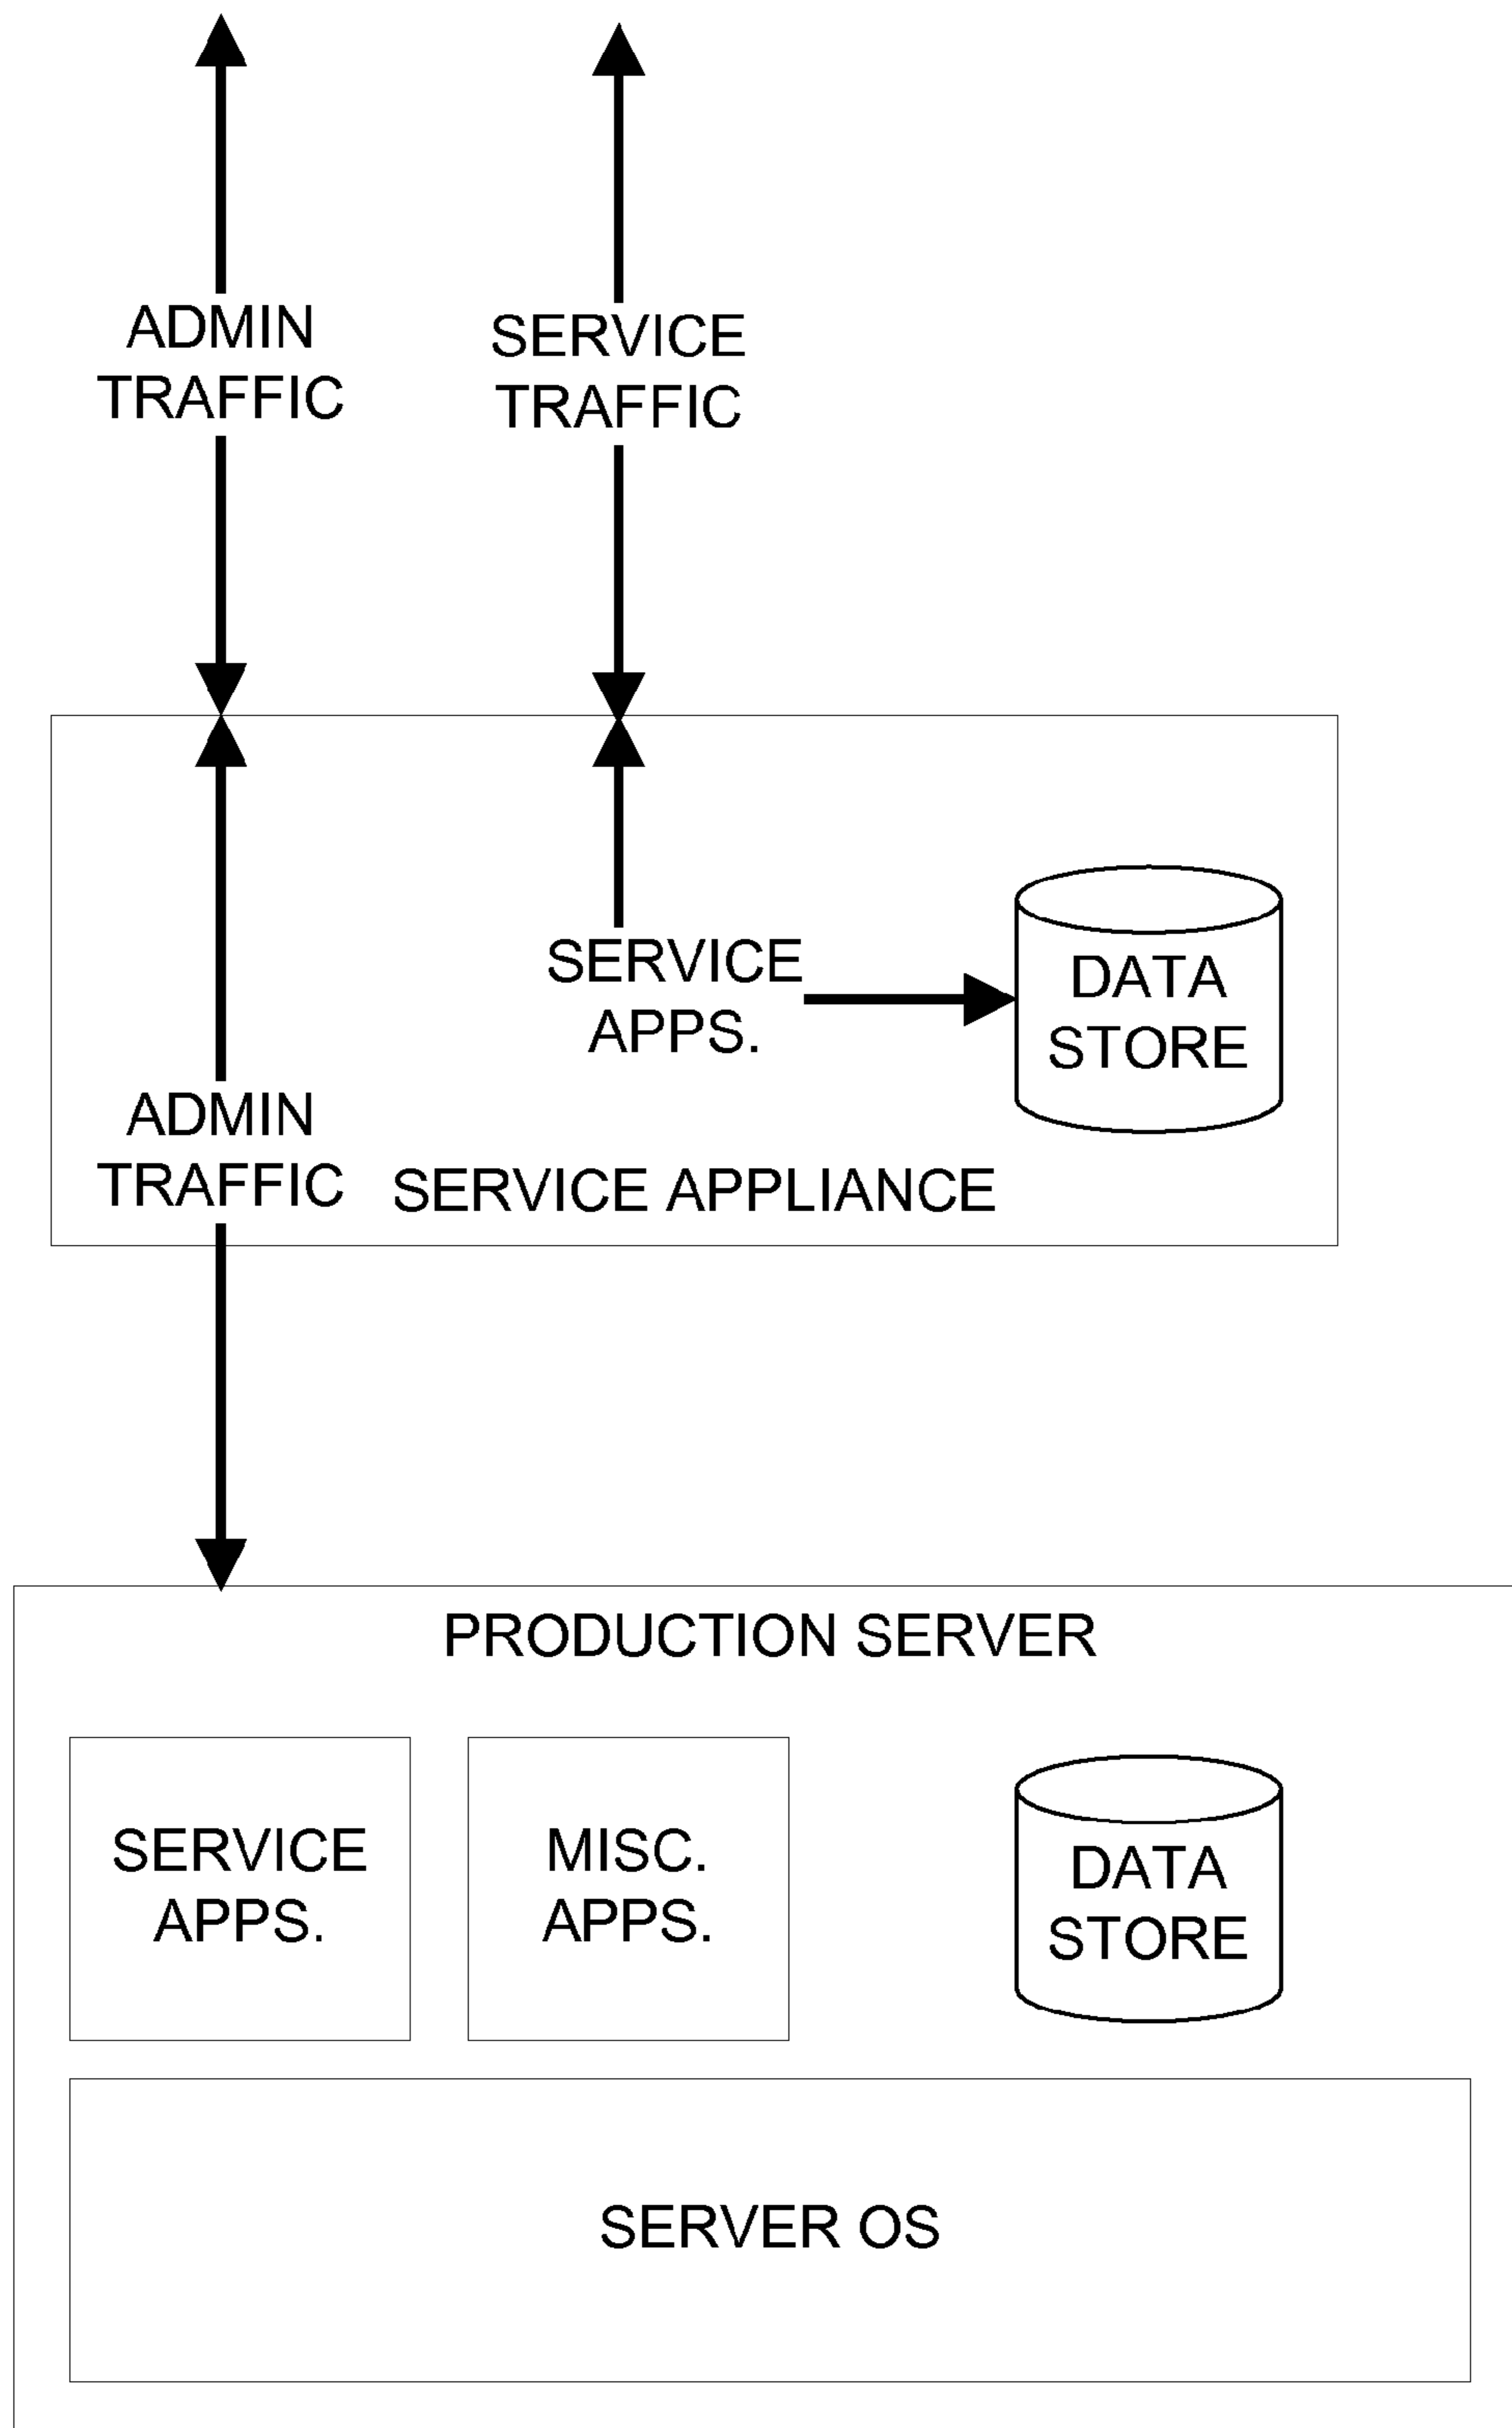 ADMIN
TRAFFIC
SERVICE
TRAFFIC
SERVICE
APPS.
DATA
STORE
ADMIN
TRAFFIC
SERVICE APPLIANCE
PRODUCTION SERVER
SERVICE
APPS.
MISC.
APPS.
DATA
STORE
SERVER OS